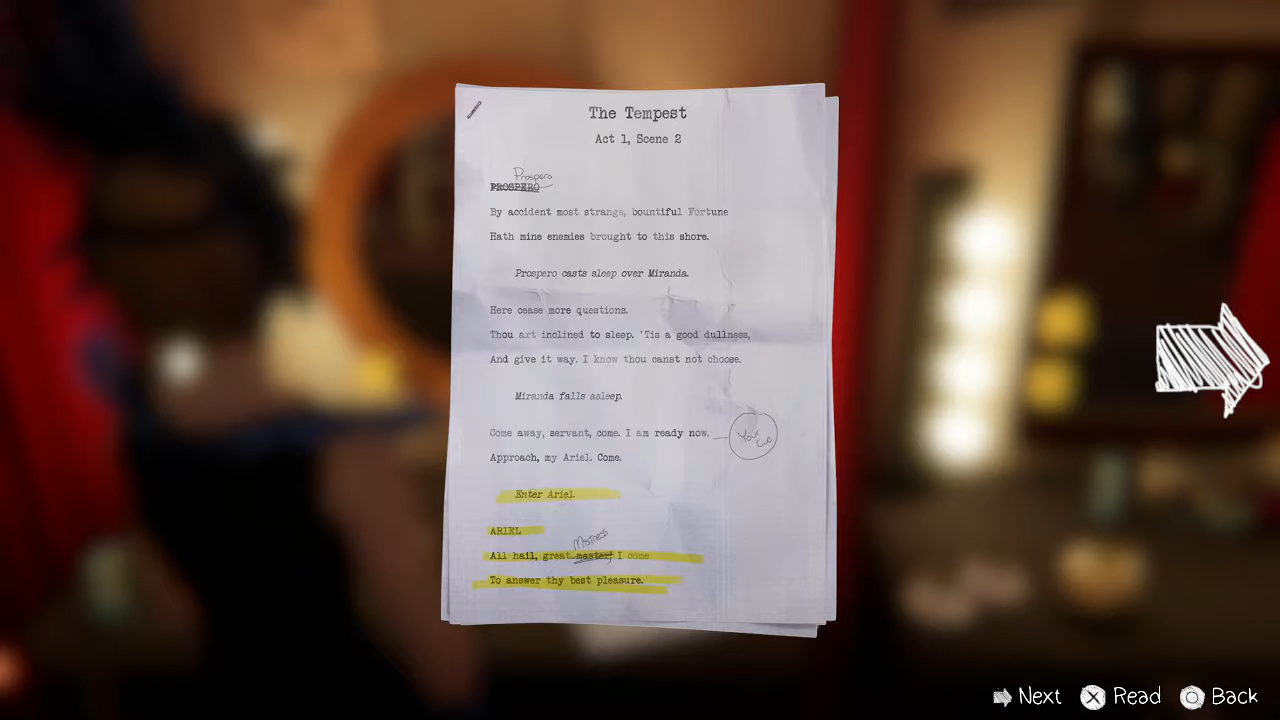 The Tempest
Act 1, Scene 2
Prospero
PROSPERO
By accident most strange, bountiful Fortune
Hath mine enemies brought to this shore.
Prospero casts sleep over Miranda.
Here cease more questions.
Thou art inclined to sleep. 'Tis a good dullness,
And give it way. I know thou canst not choose.
Miranda falls asleep.
Come away, servant, come. I am ready now.
Your
cue
Approach, my Ariel. Come.
Enter Ariel.
ARIEL
Mistress
All hail, great master, I come
To answer thy best pleasure.
Next Read Back